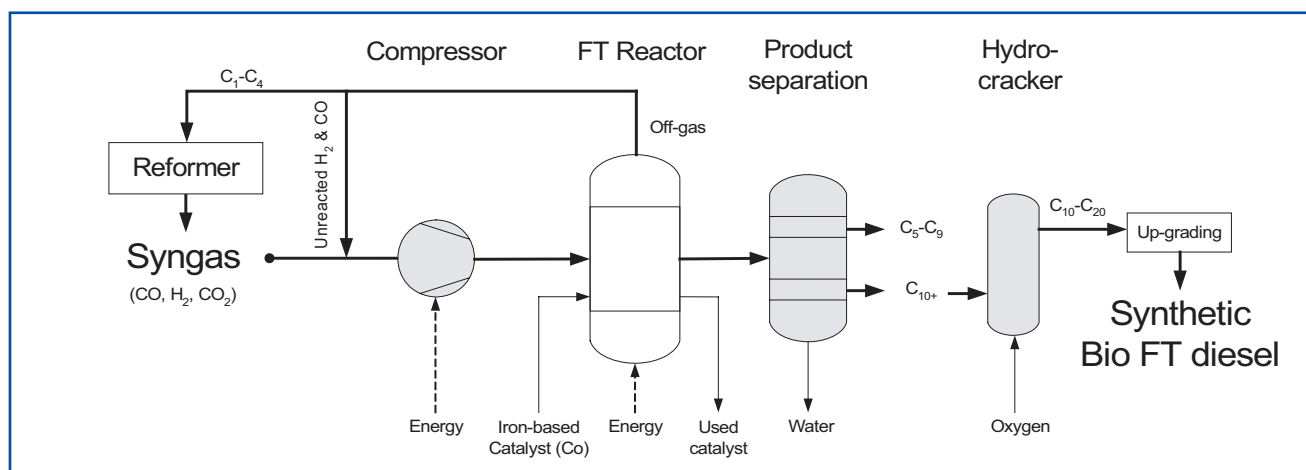 Compressor
FT Reactor
Product
separation
Hydro-
cracker
C₁-C₄
Unreacted H₂ & CO
Off-gas
Reformer
Syngas
(CO, H₂, CO₂)
C₅-C₉
C₁₀₊
C₁₀-C₂₀
Up-grading
Synthetic
Bio FT diesel
Energy
Iron-based
Catalyst (Co)
Energy
Used
catalyst
Water
Oxygen